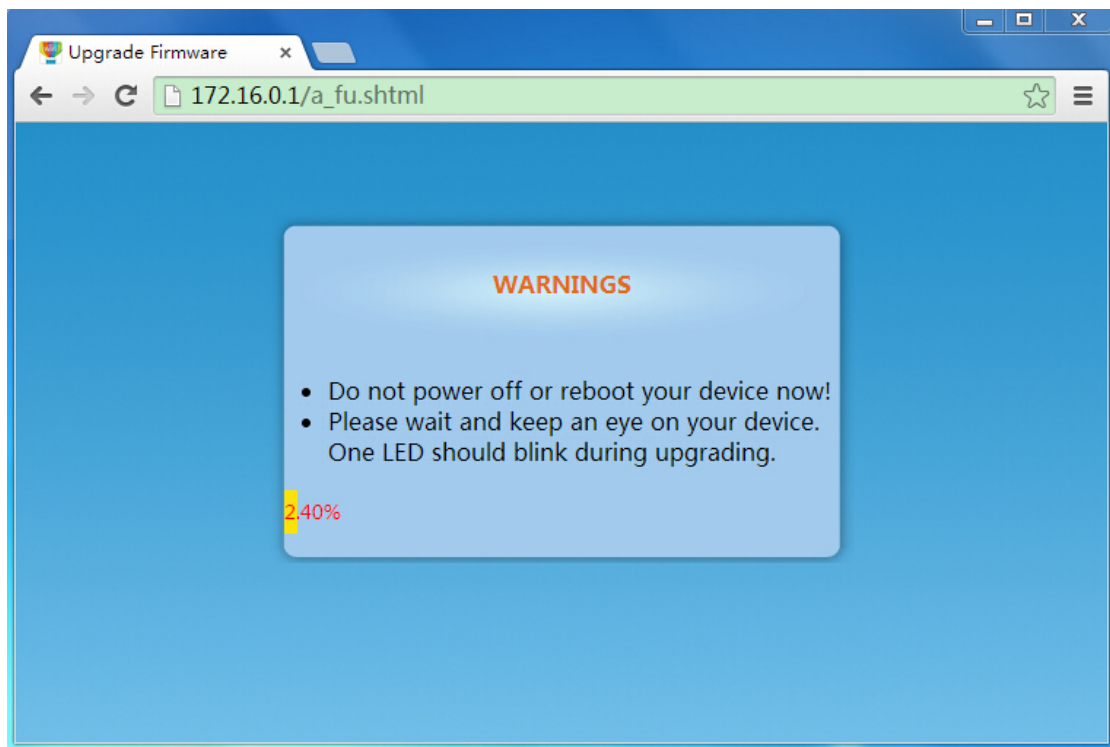 Upgrade Firmware
172.16.0.1/a_fu.shtml
WARNINGS
• Do not power off or reboot your device now!
• Please wait and keep an eye on your device.
One LED should blink during upgrading.
2.40%